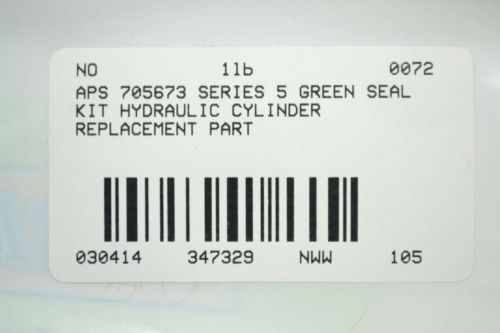 NO 1lb 0072
APS 705673 SERIES 5 GREEN SEAL
KIT HYDRAULIC CYLINDER
REPLACEMENT PART
030414 347329 NWW 105